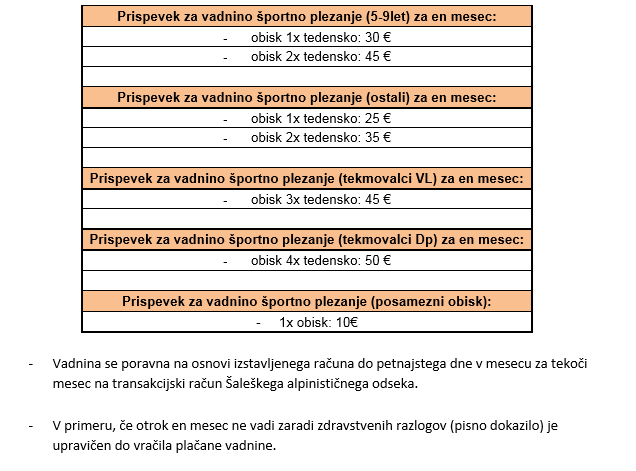 Prispevek za vadnino športno plezanje (5-9let) za en mesec:
- obisk 1x tedensko: 30 €
- obisk 2x tedensko: 45 €
Prispevek za vadnino športno plezanje (ostali) za en mesec:
- obisk 1x tedensko: 25 €
- obisk 2x tedensko: 35 €
Prispevek za vadnino športno plezanje (tekmovalci VL) za en mesec:
- obisk 3x tedensko: 45 €
Prispevek za vadnino športno plezanje (tekmovalci Dp) za en mesec:
- obisk 4x tedensko: 50 €
Prispevek za vadnino športno plezanje (posamezni obisk):
- 1x obisk: 10€
- Vadnina se poravna na osnovi izstavljenega računa do petnajstega dne v mesecu za tekoči
mesec na transakcijski račun Šaleškega alpinističnega odseka.
- V primeru, če otrok en mesec ne vadi zaradi zdravstvenih razlogov (pisno dokazilo) je
upravičen do vračila plačane vadnine.